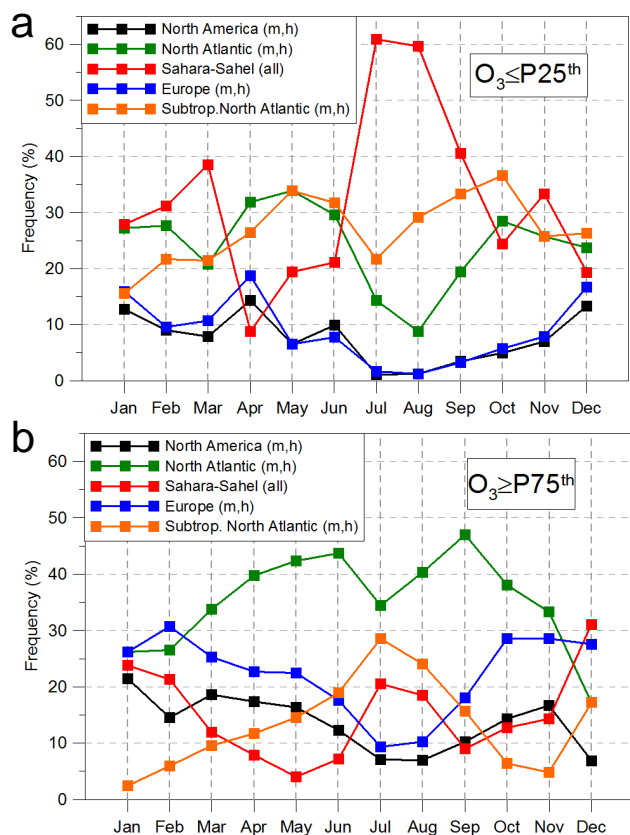 a
North America (m,h)
North Atlantic (m,h)
Sahara-Sahel (all)
Europe (m,h)
Subtrop.North Atlantic (m,h)
O₃≤P25ᵗʰ
Frequency (%)
60
50
40
30
20
10
0
Jan Feb Mar Apr May Jun Jul Aug Sep Oct Nov Dec
b
North America (m,h)
North Atlantic (m,h)
Sahara-Sahel (all)
Europe (m,h)
Subtrop. North Atlantic (m,h)
O₃≥P75ᵗʰ
Frequency (%)
60
50
40
30
20
10
0
Jan Feb Mar Apr May Jun Jul Aug Sep Oct Nov Dec